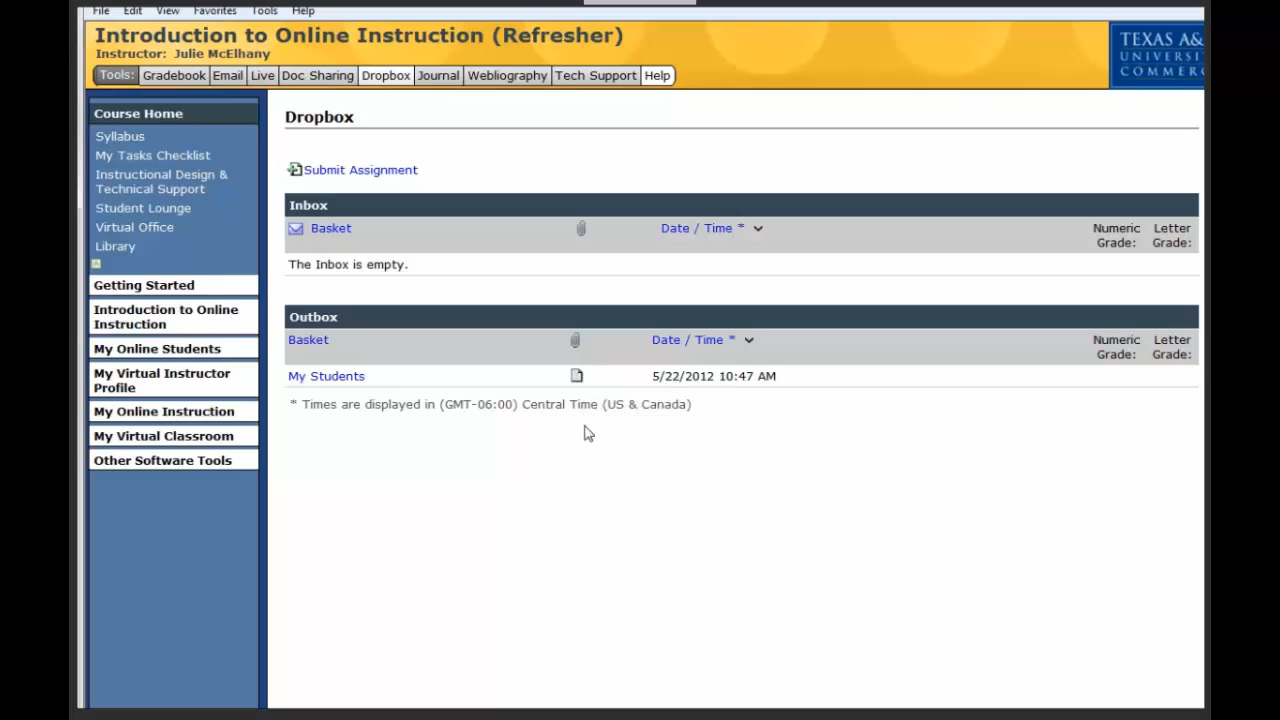 File Edit View Favorites Tools Help
Introduction to Online Instruction (Refresher)
Instructor: Julie McElhany
Tools: Gradebook Email Live Doc Sharing Dropbox Journal Webliography Tech Support Help
TEXAS A&
UNIVERSI
COMMER
Course Home
Syllabus
My Tasks Checklist
Instructional Design &
Technical Support
Student Lounge
Virtual Office
Library
Getting Started
Introduction to Online
Instruction
My Online Students
My Virtual Instructor
Profile
My Online Instruction
My Virtual Classroom
Other Software Tools
Dropbox
Submit Assignment
Inbox
Basket Date / Time * Numeric Letter
Grade: Grade:
The Inbox is empty.
Outbox
Basket Date / Time * Numeric Letter
Grade: Grade:
My Students 5/22/2012 10:47 AM
* Times are displayed in (GMT-06:00) Central Time (US & Canada)